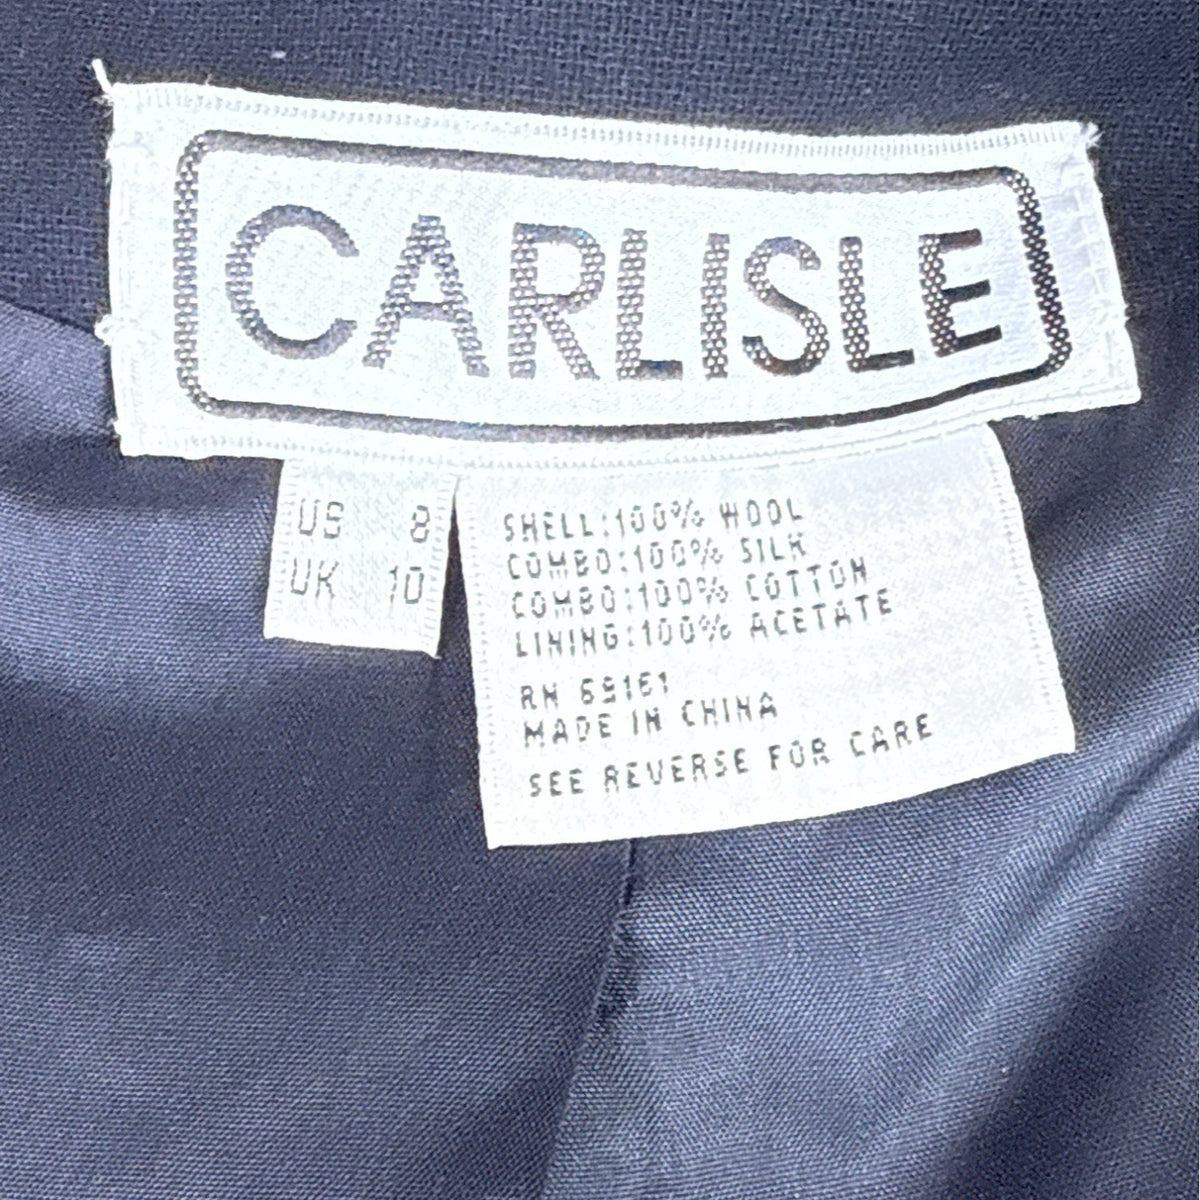 CARLISLE
US 8
UK 10
SHELL:100% WOOL
COMBO:100% SILK
COMBO:100% COTTON
LINING:100% ACETATE
RN 69161
MADE IN CHINA
SEE REVERSE FOR CARE